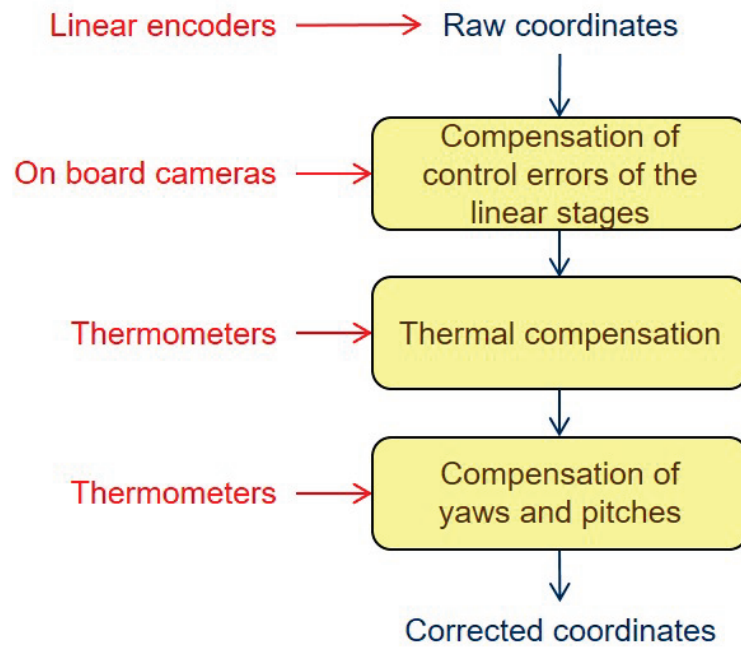 Linear encoders
Raw coordinates
On board cameras
Compensation of
control errors of the
linear stages
Thermometers
Thermal compensation
Thermometers
Compensation of
yaws and pitches
Corrected coordinates